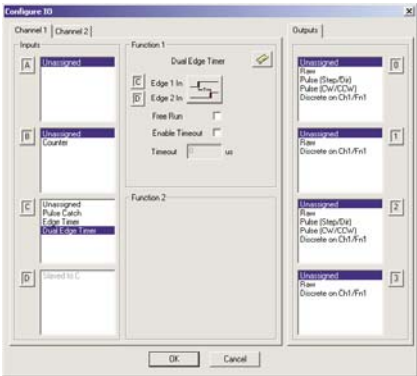 Configure IO
Channel 1 Channel 2
Inputs
A
Unassigned
B
Unassigned
Counter
C
Unassigned
Pulse Catch
Edge Timer
Dual Edge Timer
D
Slaved to C
Function 1
Dual Edge Timer
C Edge 1 In
D Edge 2 In
Free Run
Enable Timeout
Timeout 0 us
Function 2
Outputs
Unassigned
Raw
Pulse (Step/Dir)
Pulse (CW/CCW)
Discrete on Ch1/Fn1
0
Unassigned
Raw
Discrete on Ch1/Fn1
1
Unassigned
Raw
Pulse (Step/Dir)
Pulse (CW/CCW)
Discrete on Ch1/Fn1
2
Unassigned
Raw
Discrete on Ch1/Fn1
3
OK Cancel